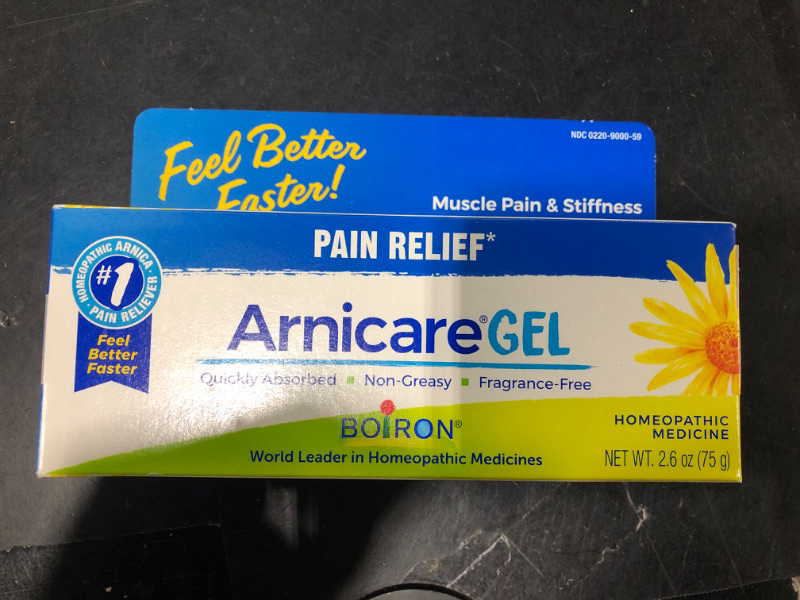 NDC 0220-9000-59
Feel Better
Faster!
Muscle Pain & Stiffness
PAIN RELIEF*
HOMEOPATHIC ARNICA
#1
PAIN RELIEVER
Feel
Better
Faster
Arnicare® GEL
Quickly Absorbed ▪ Non-Greasy ▪ Fragrance-Free
BOIRON®
World Leader in Homeopathic Medicines
HOMEOPATHIC
MEDICINE
NET WT. 2.6 oz (75 g)